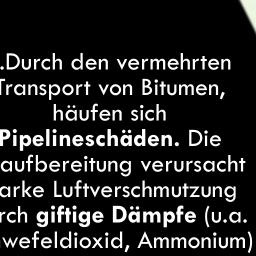 .Durch den vermehrten
Transport von Bitumen,
häufen sich
Pipelineschäden. Die
aufbereitung verursacht
arke Luftverschmutzung
rch giftige Dämpfe (u.a.
wefeldioxid, Ammonium)